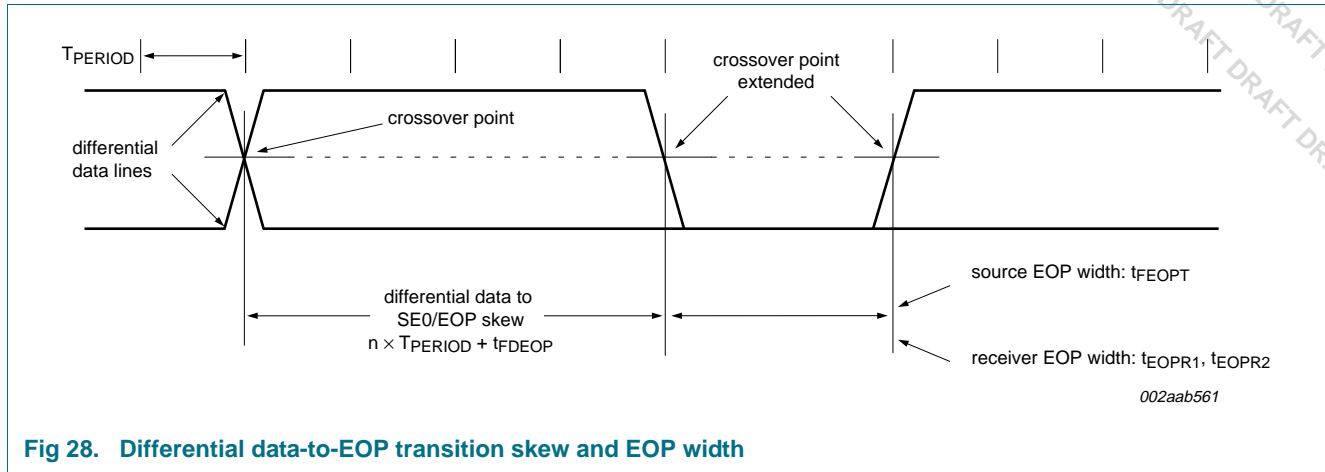 TPERIOD
crossover point
extended
crossover point
differential
data lines
source EOP width: tFEOPT
differential data to
SE0/EOP skew
n × TPERIOD + tFDEOP
receiver EOP width: tEOPR1, tEOPR2
002aab561
Fig 28. Differential data-to-EOP transition skew and EOP width
DRAFT DRAFT
DRAFT DR